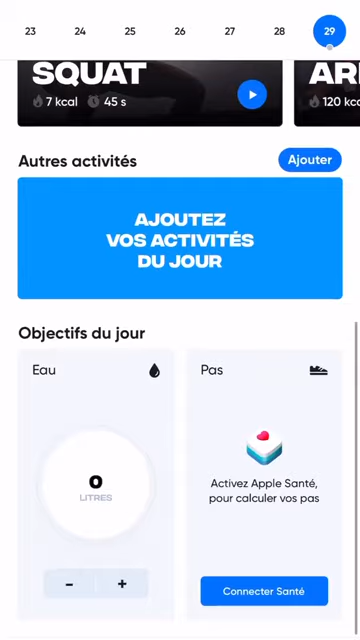 23 24 25 26 27 28 29
SQUAT
7 kcal 45 s
120 kc
Autres activités
Ajouter
AJOUTEZ
VOS ACTIVITÉS
DU JOUR
Objectifs du jour
Eau
0
LITRES
- +
Pas
Activez Apple Santé,
pour calculer vos pas
Connecter Santé